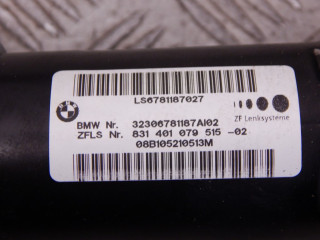 LS6781187027
BMW Nr. 32306781187AI02
ZFLS Nr. 831 401 079 515 -02
ZF Lenksysteme
08B105210513M